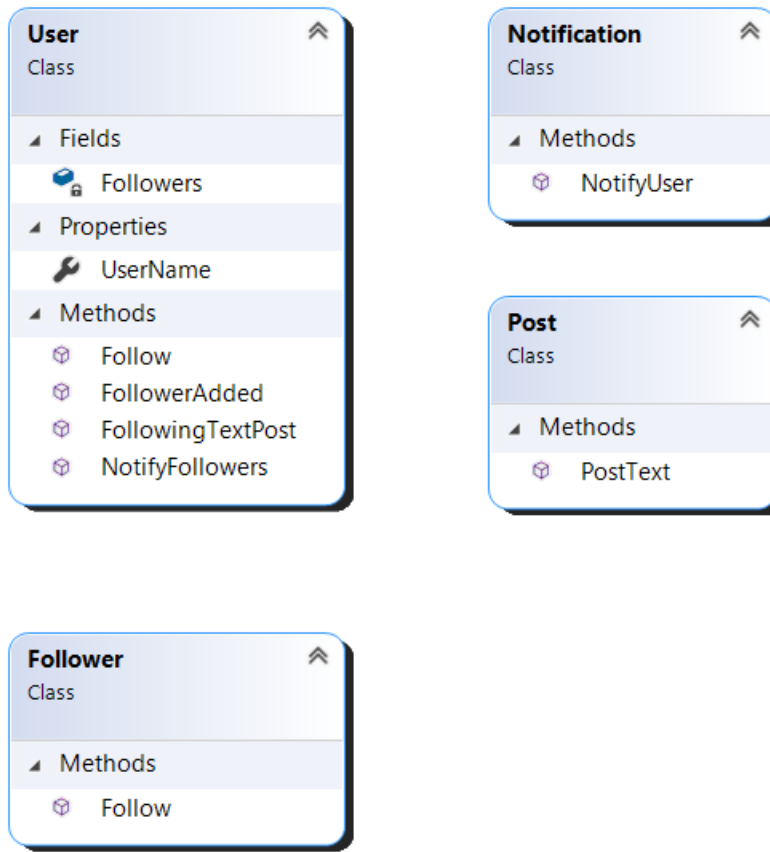 User
Class
Fields
Followers
Properties
UserName
Methods
Follow
FollowerAdded
FollowingTextPost
NotifyFollowers
Notification
Class
Methods
NotifyUser
Post
Class
Methods
PostText
Follower
Class
Methods
Follow